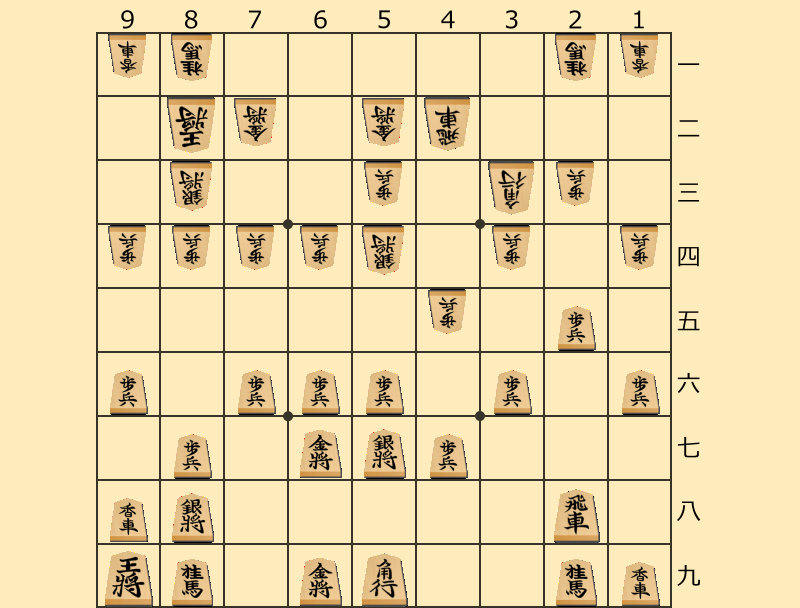 9 8 7 6 5 4 3 2 1
香車 桂馬 桂馬 香車 一
王將 金將 金將 飛車 二
銀將 歩兵 角行 歩兵 三
歩兵 歩兵 歩兵 歩兵 銀將 歩兵 歩兵 四
歩兵 歩兵 五
歩兵 歩兵 歩兵 歩兵 歩兵 歩兵 六
歩兵 金將 銀將 歩兵 七
香車 銀將 飛車 八
王將 桂馬 金將 角行 桂馬 香車 九